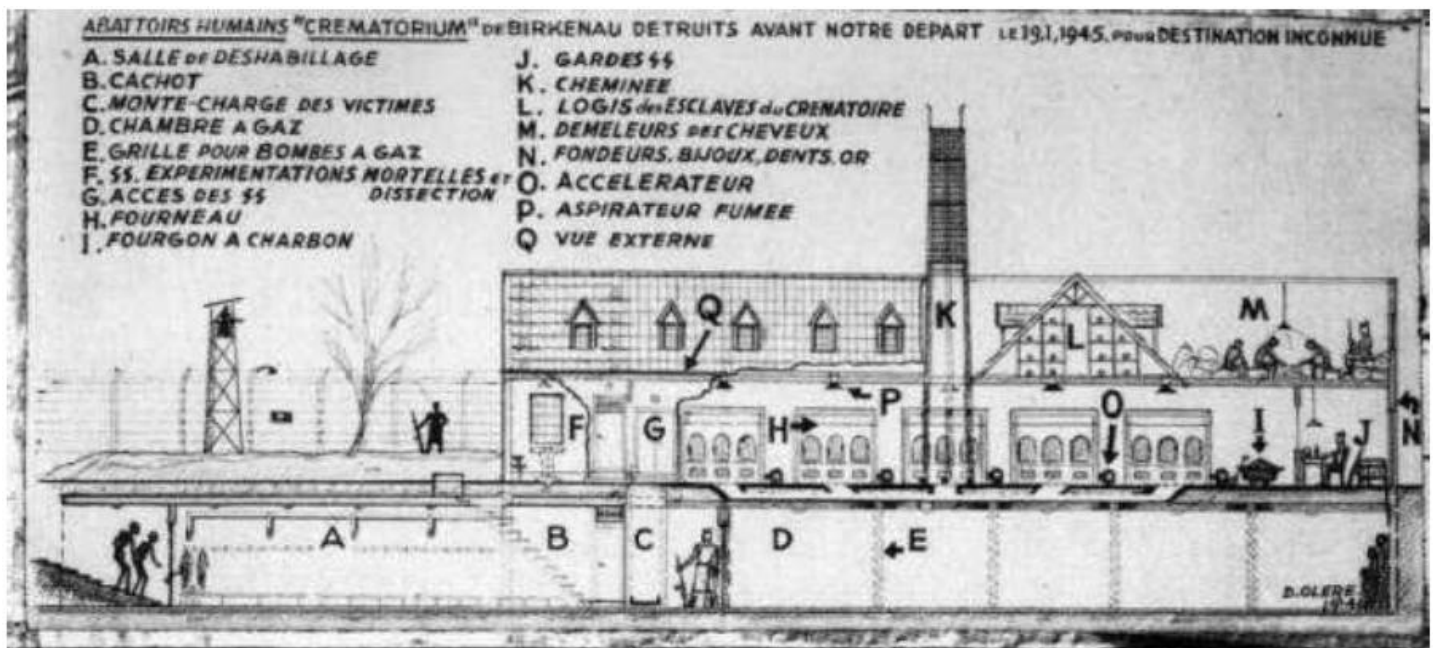 ABATTOIRS HUMAINS "CREMATORIUM" DE BIRKENAU DETRUITS AVANT NOTRE DEPART LE 19.1.1945. POUR DESTINATION INCONNUE
A. SALLE DE DESHABILLAGE
B. CACHOT
C. MONTE-CHARGE DES VICTIMES
D. CHAMBRE A GAZ
E. GRILLE POUR BOMBES A GAZ
F. SS. EXPERIMENTATIONS MORTELLES ET DISSECTION
G. ACCES DES SS
H. FOURNEAU
I. FOURGON A CHARBON
J. GARDES SS
K. CHEMINEE
L. LOGIS des ESCLAVES du CREMATOIRE
M. DEMELEURS DES CHEVEUX
N. FONDEURS, BIJOUX, DENTS, OR
O. ACCELERATEUR
P. ASPIRATEUR FUMEE
Q VUE EXTERNE
Q
K
L
M
F
G
H
P
O
I
J
N
A
B
C
D
E
D. OLERE